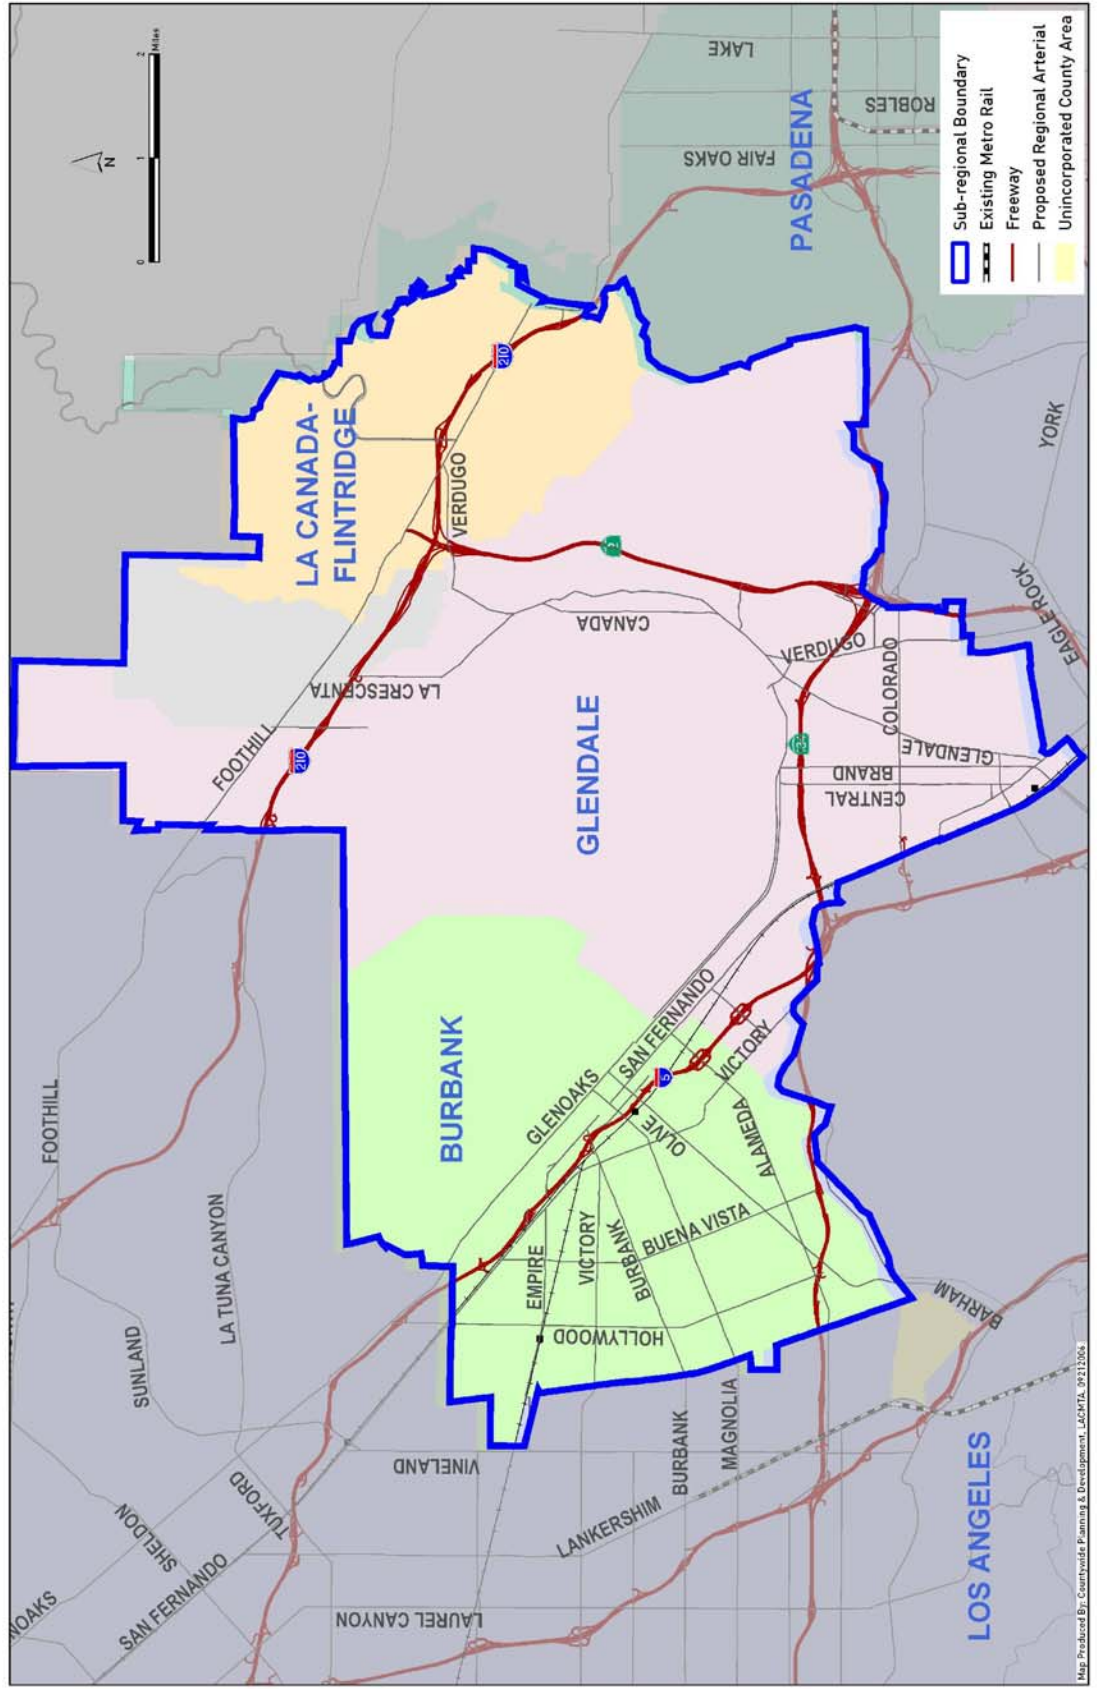 FOOTHILL
LA TUNA CANYON
SUNLAND
SHELDON
TUXFORD
SAN FERNANDO
LAUREL CANYON
VINELAND
LANKERSHIM
BURBANK
MAGNOLIA
LOS ANGELES
BARHAM
BURBANK
GLENOAKS
SAN FERNANDO
5
VICTORY
OLIVE
ALAMEDA
BUENA VISTA
BURBANK
VICTORY
EMPIRE
HOLLYWOOD
GLENDALE
FOOTHILL
210
LA CRESCENTA
CANADA
VERDUGO
134
COLORADO
GLENDALE
BRAND
CENTRAL
EAGLE ROCK
YORK
2
LA CANADA-
FLINTRIDGE
VERDUGO
210
PASADENA
FAIR OAKS
LAKE
ROBLES
N
0 1 2
Miles
Sub-regional Boundary
Existing Metro Rail
Freeway
Proposed Regional Arterial
Unincorporated County Area
Map Produced By: Countywide Planning & Development, LACMTA, 09212006